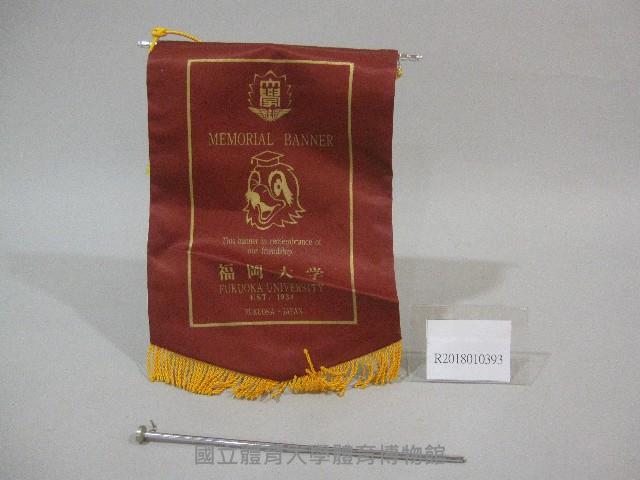 MEMORIAL BANNER
This banner in remembrance of
our friendship
福岡大学
FUKUOKA UNIVERSITY
EST. 1934
FUKUOKA - JAPAN
R2018010393
國立體育大學體育博物館